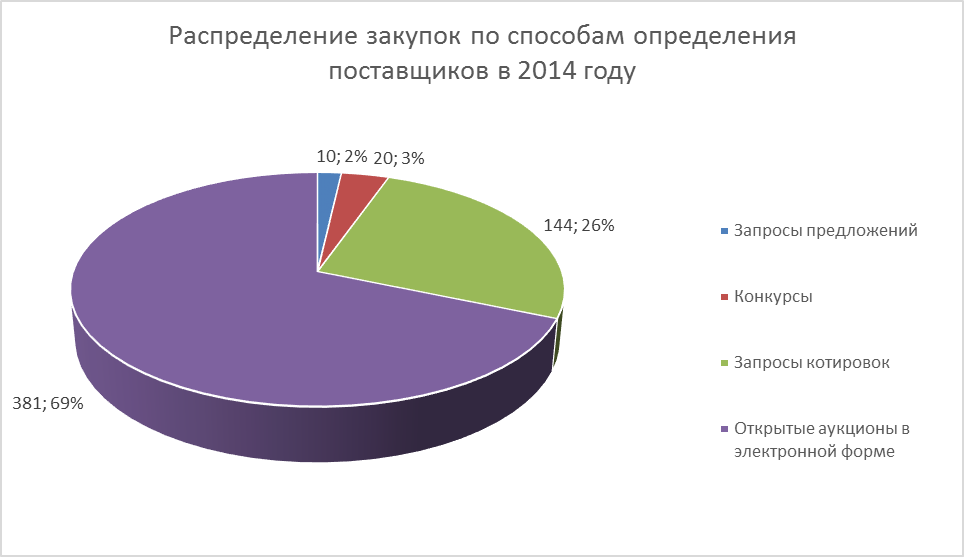 Распределение закупок по способам определения
поставщиков в 2014 году
10; 2%
20; 3%
144; 26%
381; 69%
Запросы предложений
Конкурсы
Запросы котировок
Открытые аукционы в
электронной форме